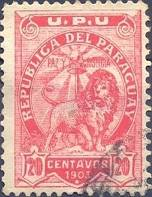 U.P.U
REPUBLICA DEL PARAGUAY
PAZ Y JUSTICIA
20 CENTAVOS 20
1903